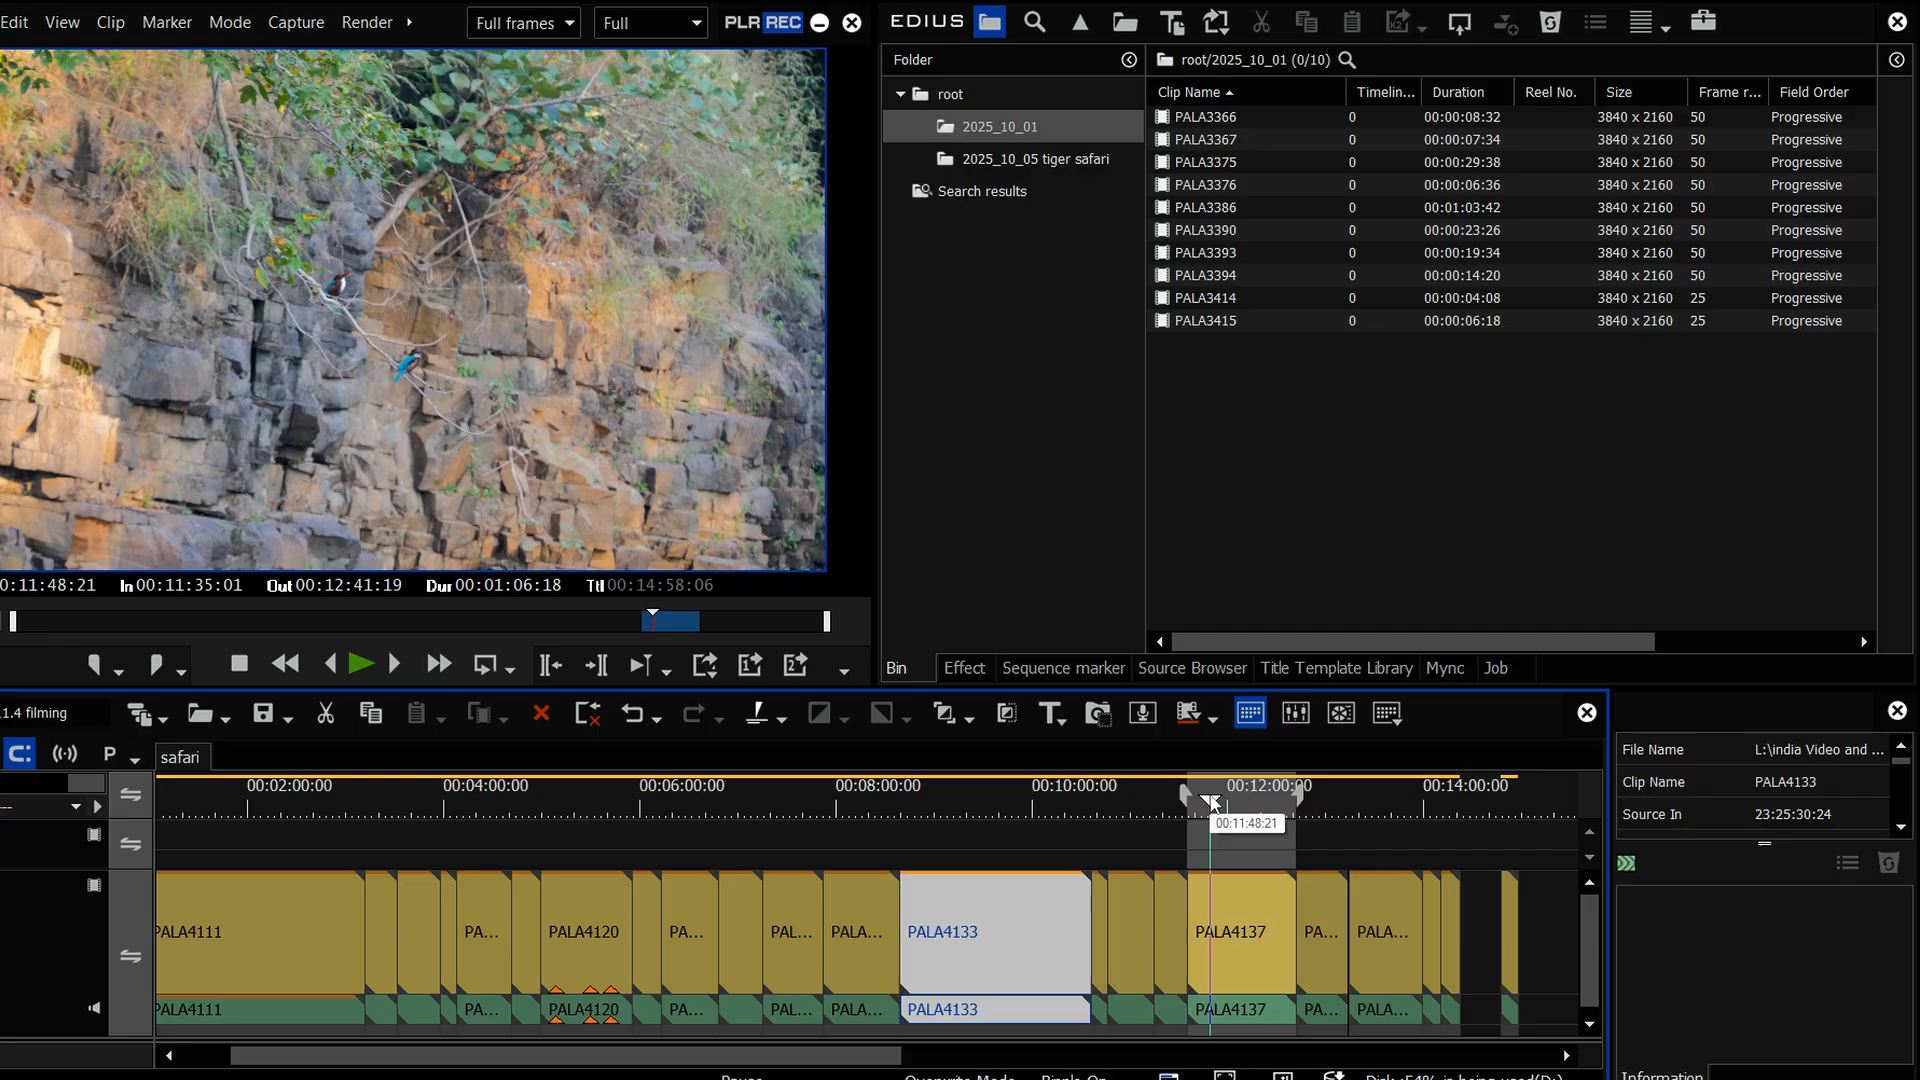 Edit View Clip Marker Mode Capture Render Full frames Full PLR REC
EDIUS
Folder
root/2025_10_01 (0/10)
root
2025_10_01
2025_10_05 tiger safari
Search results
Clip Name Timelin... Duration Reel No. Size Frame r... Field Order
PALA3366 0 00:00:08:32 3840 x 2160 50 Progressive
PALA3367 0 00:00:07:34 3840 x 2160 50 Progressive
PALA3375 0 00:00:29:38 3840 x 2160 50 Progressive
PALA3376 0 00:00:06:36 3840 x 2160 50 Progressive
PALA3386 0 00:01:03:42 3840 x 2160 50 Progressive
PALA3390 0 00:00:23:26 3840 x 2160 50 Progressive
PALA3393 0 00:00:19:34 3840 x 2160 50 Progressive
PALA3394 0 00:00:14:20 3840 x 2160 50 Progressive
PALA3414 0 00:00:04:08 3840 x 2160 25 Progressive
PALA3415 0 00:00:06:18 3840 x 2160 25 Progressive
0:11:48:21 In 00:11:35:01 Out 00:12:41:19 Dur 00:01:06:18 Ttl 00:14:58:06
Bin Effect Sequence marker Source Browser Title Template Library Mync Job
1.4 filming
P
safari
00:02:00:00 00:04:00:00 00:06:00:00 00:08:00:00 00:10:00:00 00:12:00:00 00:14:00:00
00:11:48:21
PALA4111 PA... PALA4120 PA... PAL... PALA... PALA4133 PALA4137 PA... PALA...
PALA4111 PA... PALA4120 PA... PAL... PALA... PALA4133 PALA4137 PA... PALA...
File Name L:\india Video and ...
Clip Name PALA4133
Source In 23:25:30:24
Information
Pause Overwrite Mode Ripple On Disk :54% is being used(D:)